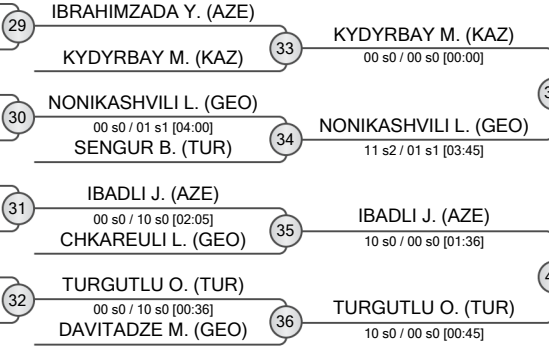 29
IBRAHIMZADA Y. (AZE)
KYDYRBAY M. (KAZ)
33
KYDYRBAY M. (KAZ)
00 s0 / 00 s0 [00:00]
30
NONIKASHVILI L. (GEO)
00 s0 / 01 s1 [04:00]
SENGUR B. (TUR)
34
NONIKASHVILI L. (GEO)
11 s2 / 01 s1 [03:45]
31
IBADLI J. (AZE)
00 s0 / 10 s0 [02:05]
CHKAREULI L. (GEO)
35
IBADLI J. (AZE)
10 s0 / 00 s0 [01:36]
32
TURGUTLU O. (TUR)
00 s0 / 10 s0 [00:36]
DAVITADZE M. (GEO)
36
TURGUTLU O. (TUR)
10 s0 / 00 s0 [00:45]